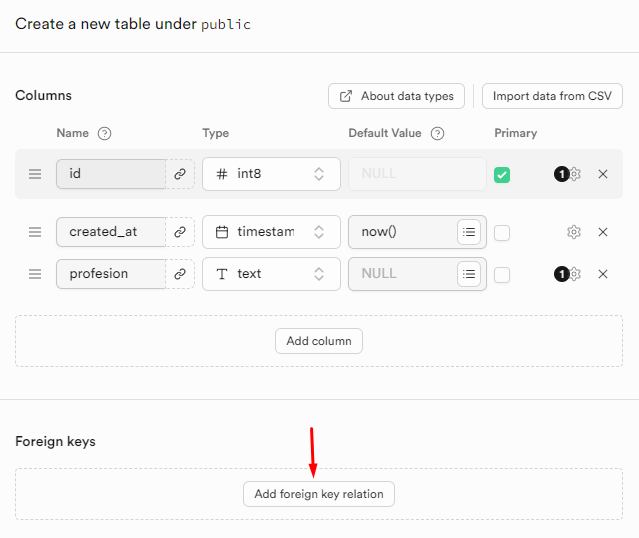 Create a new table under public
Columns
About data types
Import data from CSV
Name
Type
Default Value
Primary
id
int8
NULL
1
created_at
timestam
now()
profesion
text
NULL
1
Add column
Foreign keys
Add foreign key relation